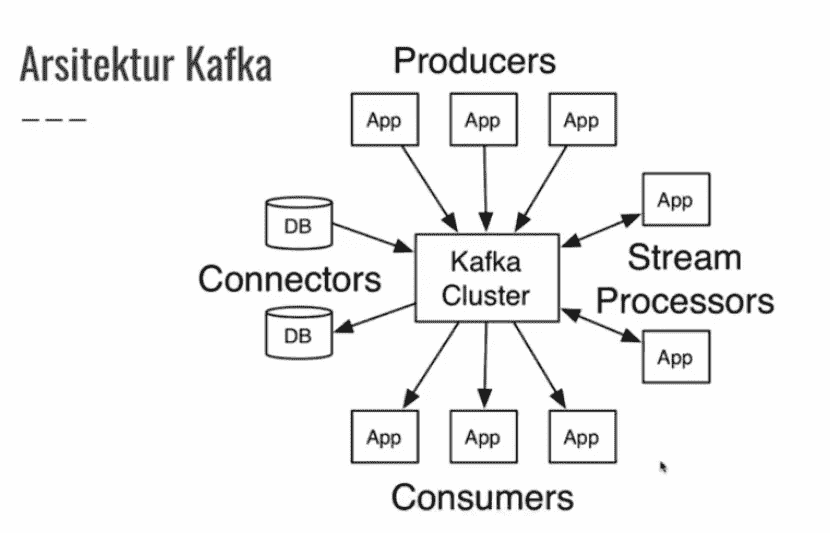 Arsitektur Kafka
Producers
App App App
DB
App
Kafka
Cluster
Connectors
Stream
Processors
DB
App
App App App
Consumers